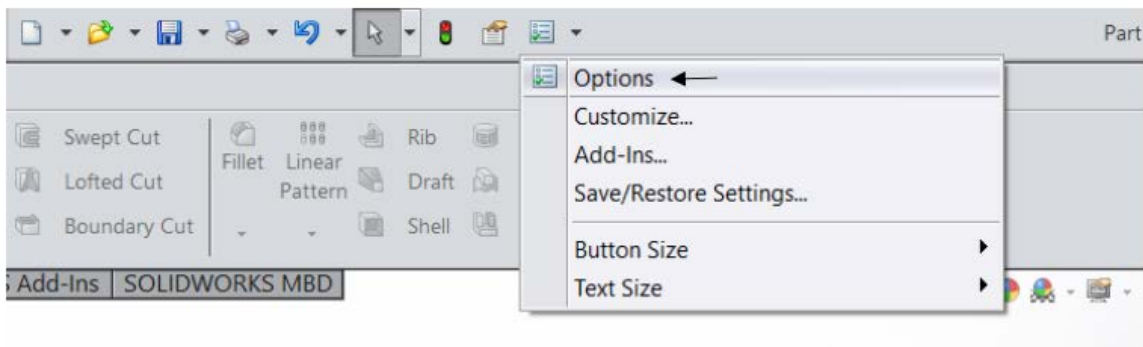 Part
Options
Customize...
Add-Ins...
Save/Restore Settings...
Button Size
Text Size
Swept Cut
Lofted Cut
Boundary Cut
Fillet
Linear
Pattern
Rib
Draft
Shell
S Add-Ins
SOLIDWORKS MBD